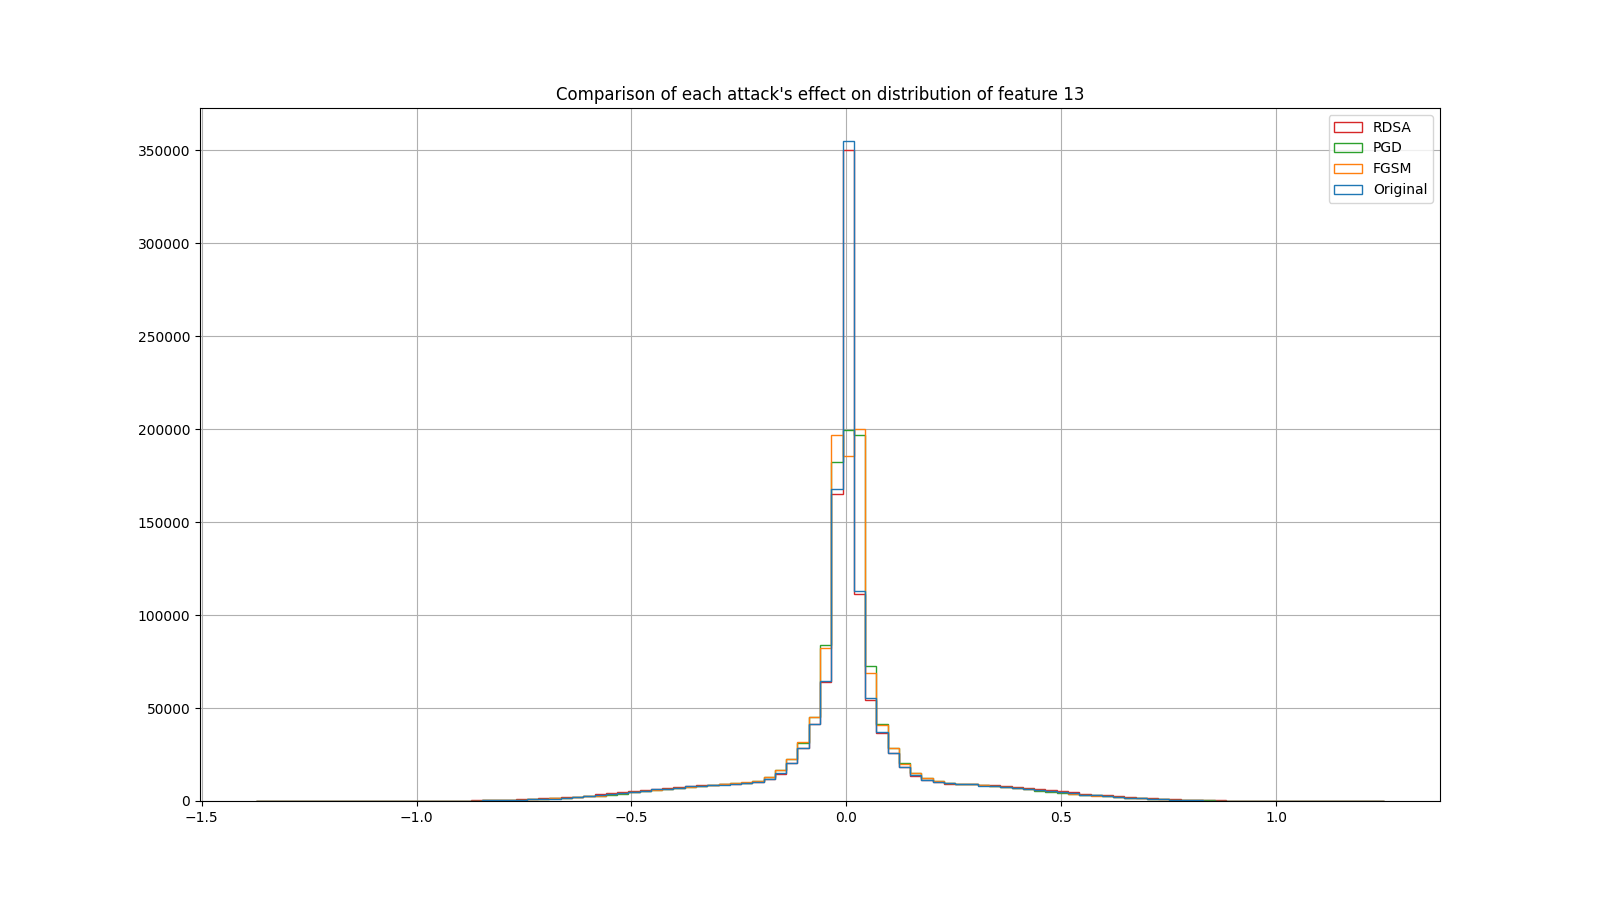 Comparison of each attack's effect on distribution of feature 13
RDSA
PGD
FGSM
Original
350000
300000
250000
200000
150000
100000
50000
0
−1.5
−1.0
−0.5
0.0
0.5
1.0